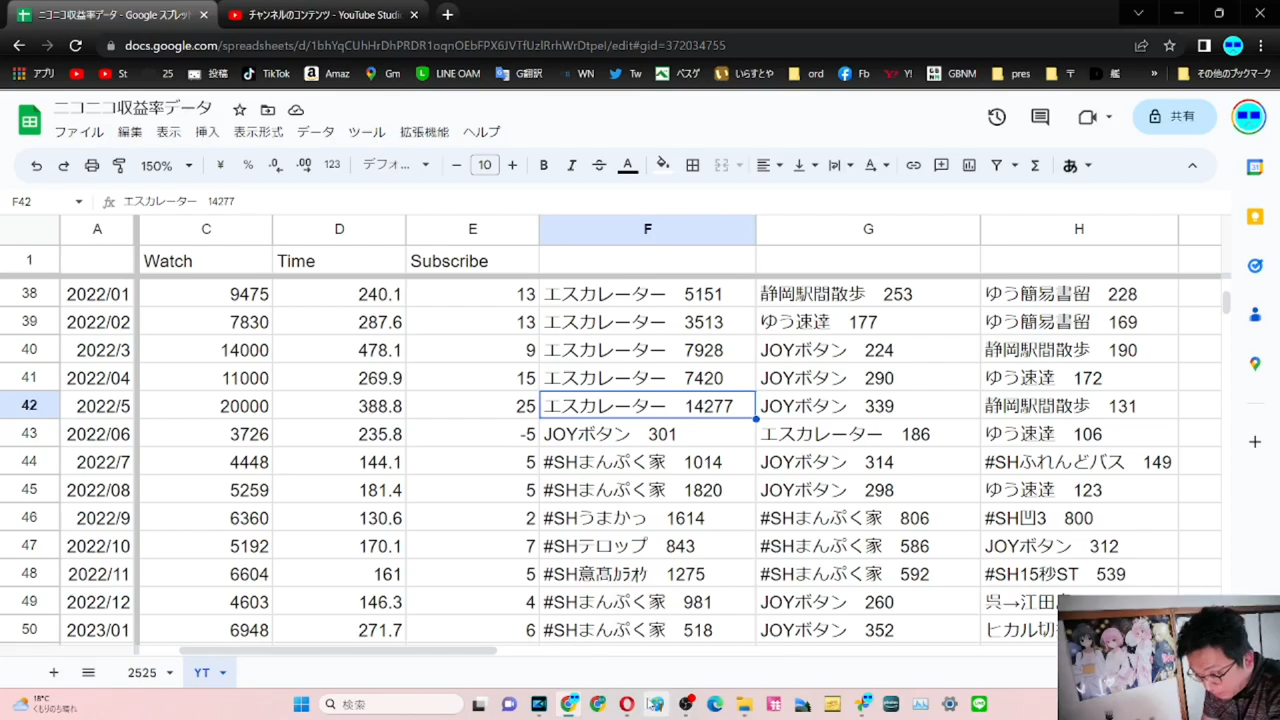 ニコニコ収益率データ - Google スプレッ
チャンネルのコンテンツ - YouTube Studi
docs.google.com/spreadsheets/d/1bhYqCUhHrDhPRDR1oqnOEbFPX6JVTfUzlRrhWrDtpeI/edit#gid=372034755
アプリ St 25 投稿 TikTok Amaz Gm LINE OAM G翻訳 WN Tw ペスゲ いらすとや ord Fb Y! GBNM pres 〒 艦 » その他のブックマーク
ニコニコ収益率データ
共有
ファイル 編集 表示 挿入 表示形式 データ ツール 拡張機能 ヘルプ
150% ¥ % .0 .00 123 デフォ... 10 B I A Σ あ
F42 fx エスカレーター 14277
A C D E F G H
1 Watch Time Subscribe
38 2022/01 9475 240.1 13 エスカレーター 5151 静岡駅間散歩 253 ゆう簡易書留 228
39 2022/02 7830 287.6 13 エスカレーター 3513 ゆう速達 177 ゆう簡易書留 169
40 2022/3 14000 478.1 9 エスカレーター 7928 JOYボタン 224 静岡駅間散歩 190
41 2022/04 11000 269.9 15 エスカレーター 7420 JOYボタン 290 ゆう速達 172
42 2022/5 20000 388.8 25 エスカレーター 14277 JOYボタン 339 静岡駅間散歩 131
43 2022/06 3726 235.8 -5 JOYボタン 301 エスカレーター 186 ゆう速達 106
44 2022/7 4448 144.1 5 #SHまんぷく家 1014 JOYボタン 314 #SHふれんどバス 149
45 2022/08 5259 181.4 5 #SHまんぷく家 1820 JOYボタン 298 ゆう速達 123
46 2022/9 6360 130.6 2 #SHうまかっ 1614 #SHまんぷく家 806 #SH凹3 800
47 2022/10 5192 170.1 7 #SHテロップ 843 #SHまんぷく家 586 JOYボタン 312
48 2022/11 6604 161 5 #SH意髙ｶﾗｵｹ 1275 #SHまんぷく家 592 #SH15秒ST 539
49 2022/12 4603 146.3 4 #SHまんぷく家 981 JOYボタン 260 呉→江田
50 2023/01 6948 271.7 6 #SHまんぷく家 518 JOYボタン 352 ヒカル切
2525 YT
18°C
くもりのち晴れ
検索